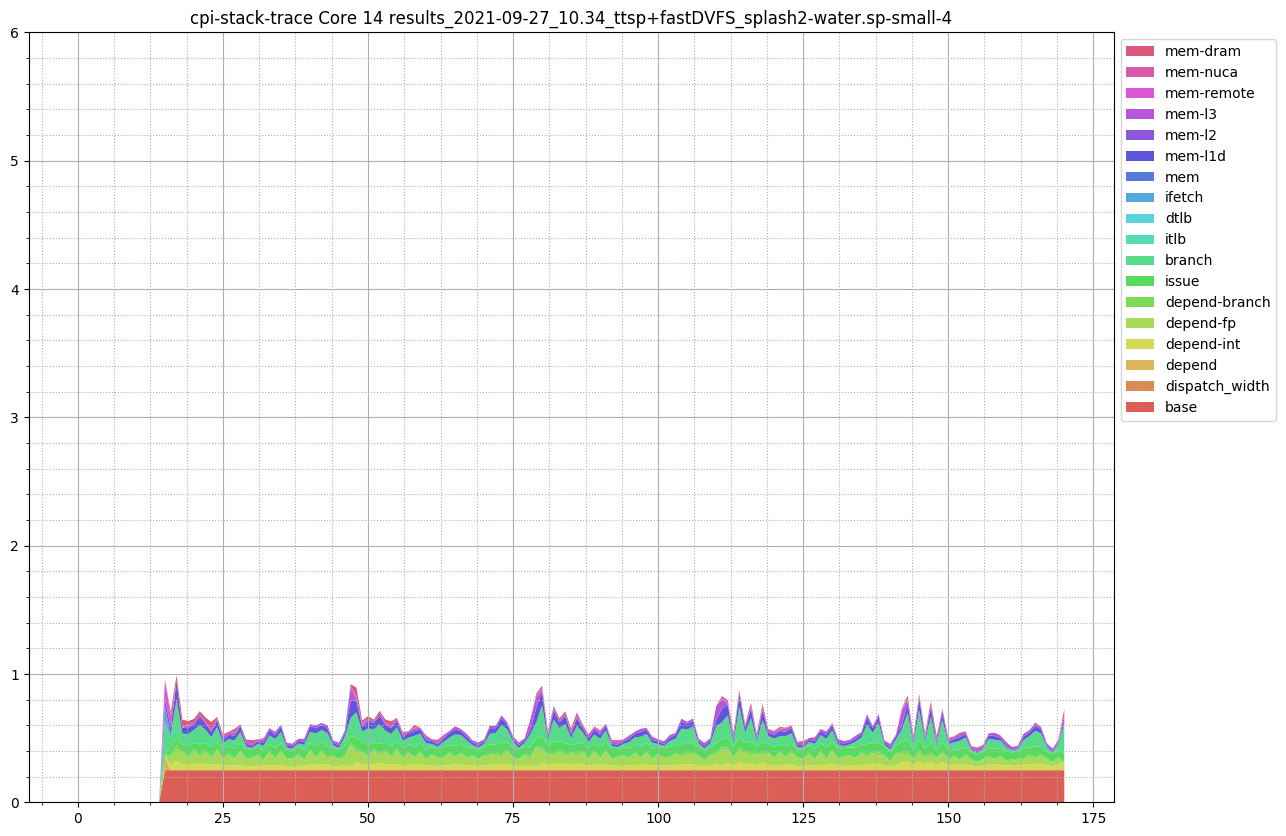 cpi-stack-trace Core 14 results_2021-09-27_10.34_ttsp+fastDVFS_splash2-water.sp-small-4
6
5
4
3
2
1
0
0 25 50 75 100 125 150 175
mem-dram
mem-nuca
mem-remote
mem-l3
mem-l2
mem-l1d
mem
ifetch
dtlb
itlb
branch
issue
depend-branch
depend-fp
depend-int
depend
dispatch_width
base